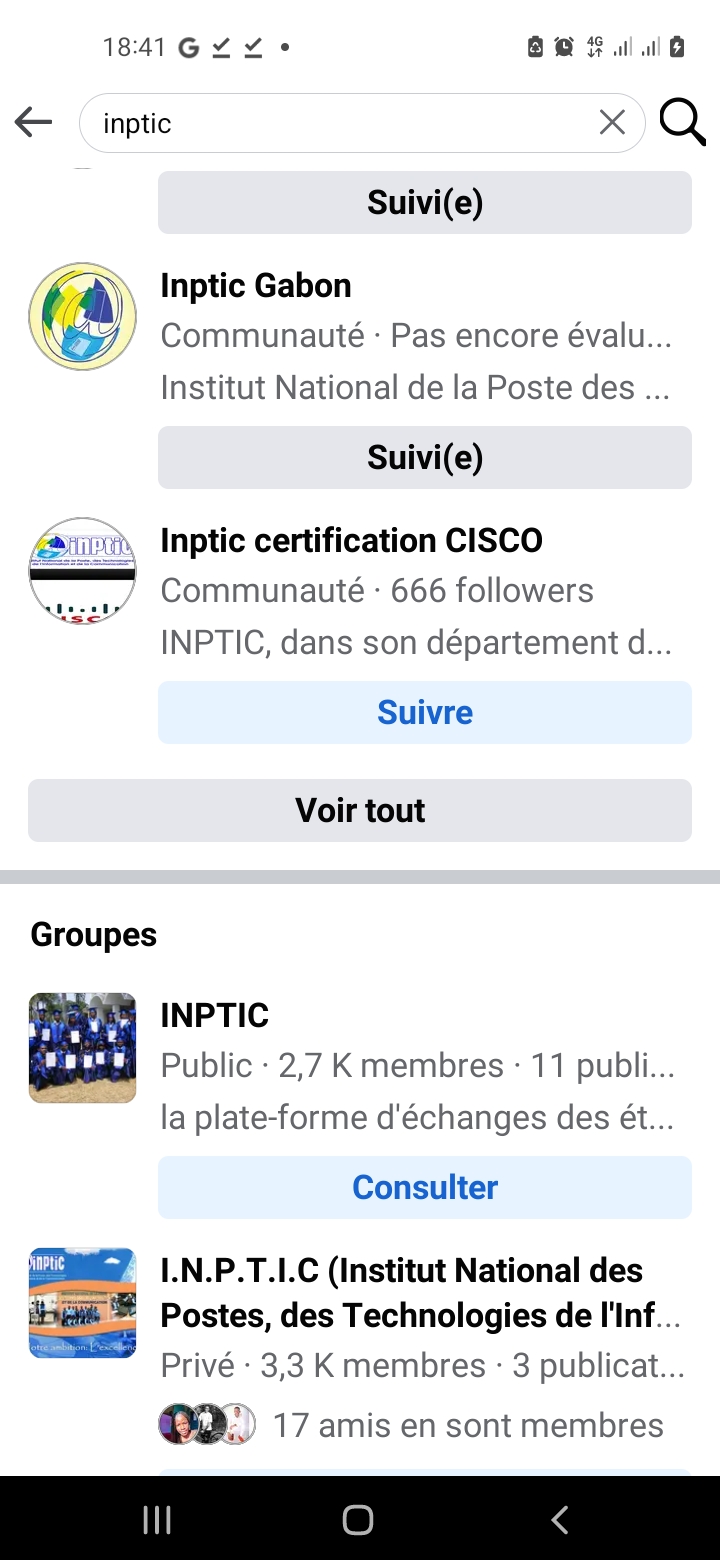 18:41
4G
inptic
Suivi(e)
Inptic Gabon
Communauté · Pas encore évalu...
Institut National de la Poste des ...
Suivi(e)
inptic
Inptic certification CISCO
Communauté · 666 followers
INPTIC, dans son département d...
Suivre
Voir tout
Groupes
INPTIC
Public · 2,7 K membres · 11 publi...
la plate-forme d'échanges des ét...
Consulter
inptic
I.N.P.T.I.C (Institut National des
Postes, des Technologies de l'Inf...
Privé · 3,3 K membres · 3 publicat...
17 amis en sont membres